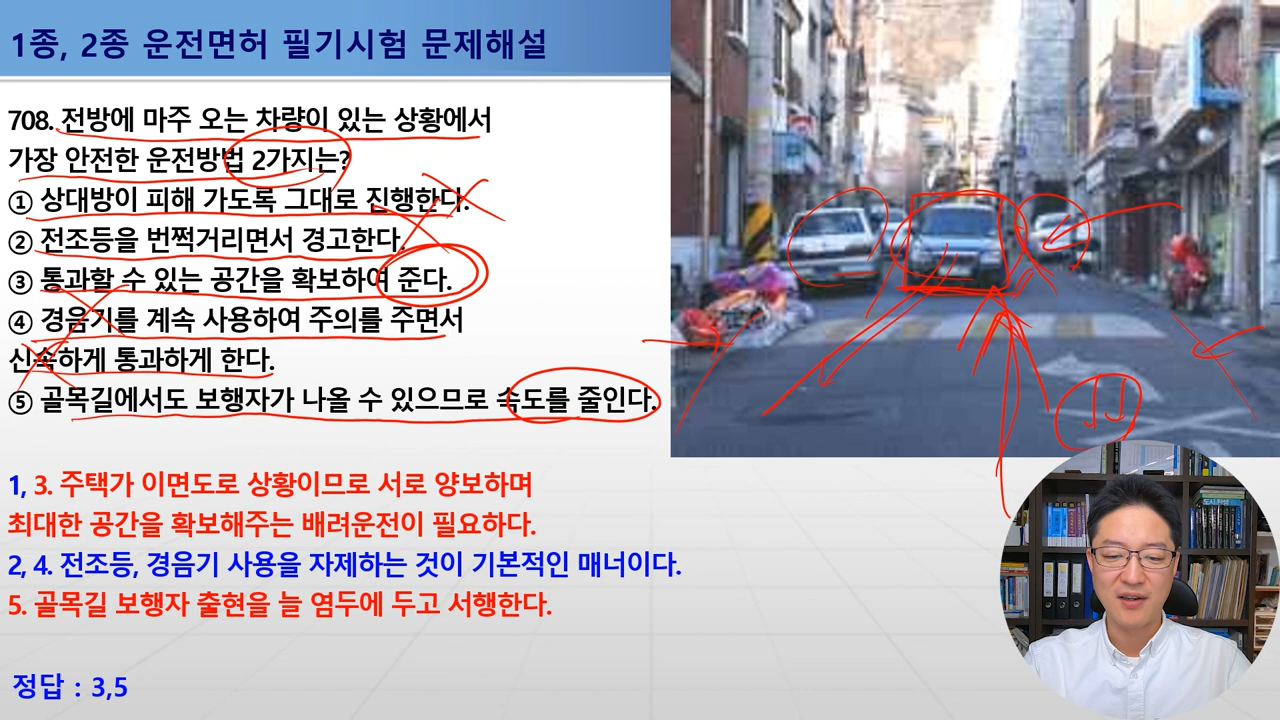 1종, 2종 운전면허 필기시험 문제해설
708. 전방에 마주 오는 차량이 있는 상황에서
가장 안전한 운전방법 2가지는?
① 상대방이 피해 가도록 그대로 진행한다.
② 전조등을 번쩍거리면서 경고한다.
③ 통과할 수 있는 공간을 확보하여 준다.
④ 경음기를 계속 사용하여 주의를 주면서
신속하게 통과하게 한다.
⑤ 골목길에서도 보행자가 나올 수 있으므로 속도를 줄인다.
1, 3. 주택가 이면도로 상황이므로 서로 양보하며
최대한 공간을 확보해주는 배려운전이 필요하다.
2, 4. 전조등, 경음기 사용을 자제하는 것이 기본적인 매너이다.
5. 골목길 보행자 출현을 늘 염두에 두고 서행한다.
정답 : 3,5